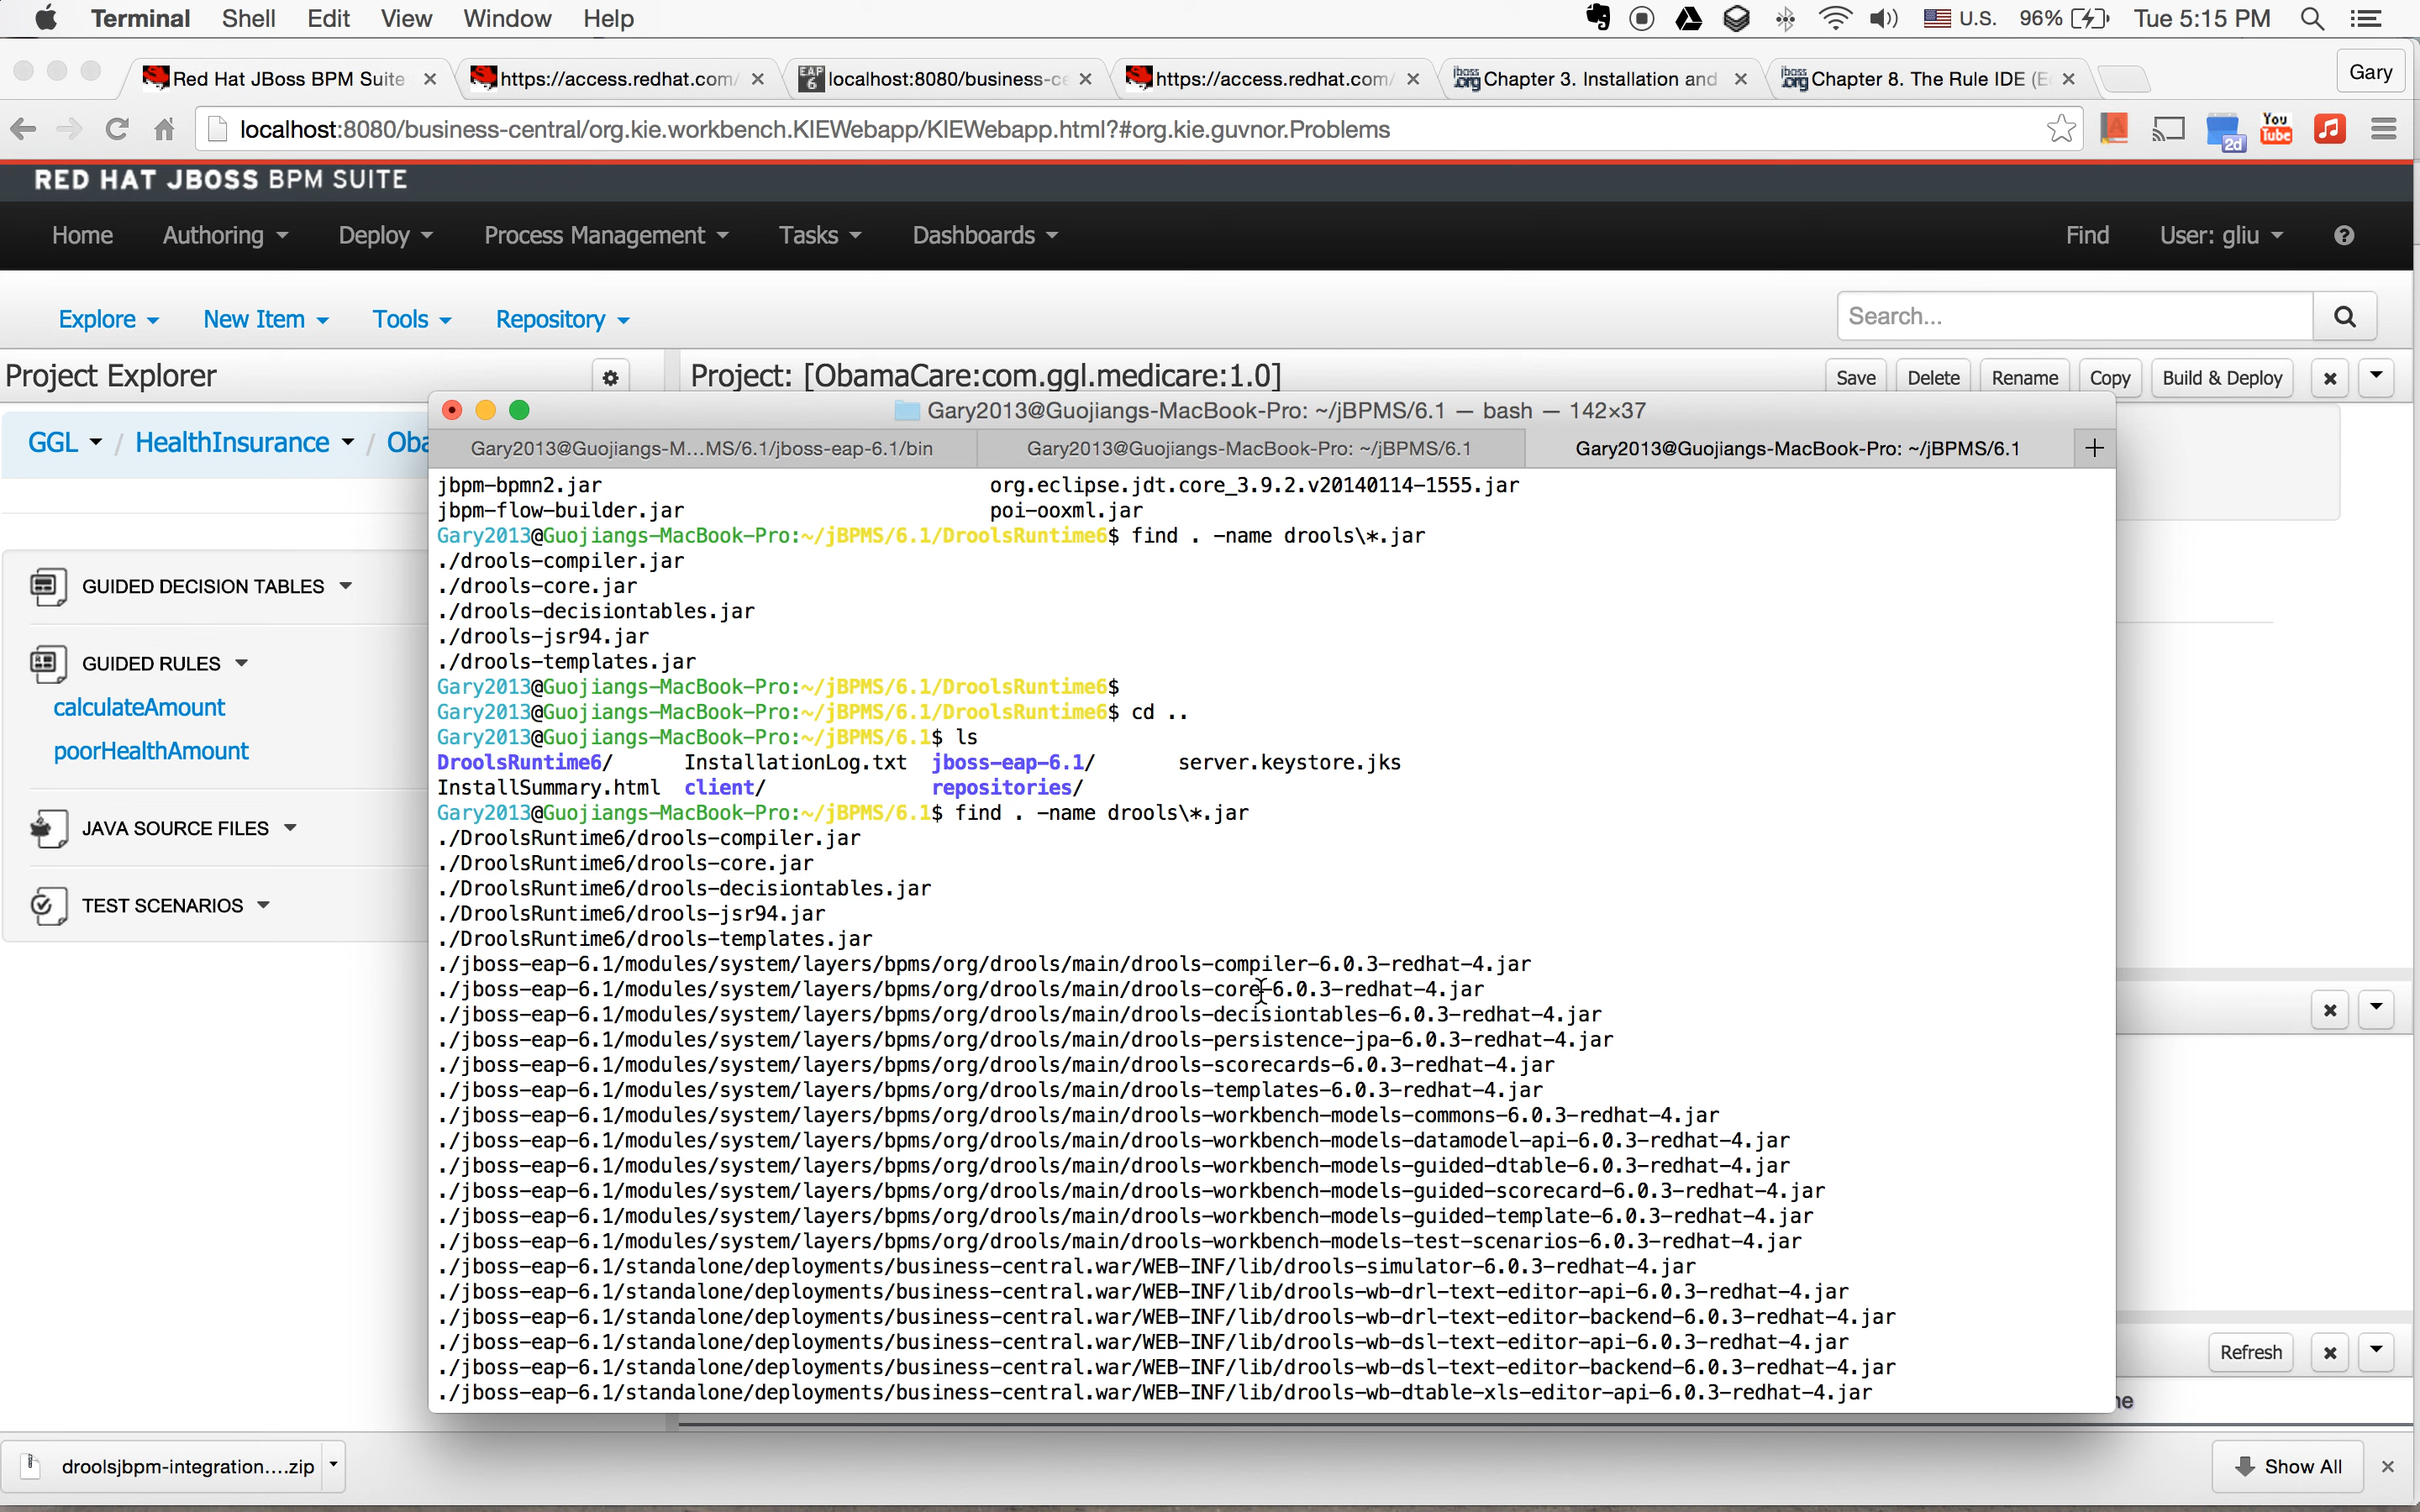 Terminal Shell Edit View Window Help U.S. 96% Tue 5:15 PM
Red Hat JBoss BPM Suite https://access.redhat.com/ EAP 6 localhost:8080/business-ce https://access.redhat.com/ jboss .org Chapter 3. Installation and jboss .org Chapter 8. The Rule IDE (E Gary
localhost:8080/business-central/org.kie.workbench.KIEWebapp/KIEWebapp.html?#org.kie.guvnor.Problems 2d You Tube
RED HAT JBOSS BPM SUITE
Home Authoring Deploy Process Management Tasks Dashboards Find User: gliu ?
Explore New Item Tools Repository Search...
Project Explorer Project: [ObamaCare:com.ggl.medicare:1.0] Save Delete Rename Copy Build & Deploy
Gary2013@Guojiangs-MacBook-Pro: ~/jBPMS/6.1 — bash — 142×37
GGL / HealthInsurance / Oba
Gary2013@Guojiangs-M...MS/6.1/jboss-eap-6.1/bin Gary2013@Guojiangs-MacBook-Pro: ~/jBPMS/6.1 Gary2013@Guojiangs-MacBook-Pro: ~/jBPMS/6.1 +
GUIDED DECISION TABLES
GUIDED RULES
calculateAmount
poorHealthAmount
JAVA SOURCE FILES
TEST SCENARIOS
jbpm-bpmn2.jar org.eclipse.jdt.core_3.9.2.v20140114-1555.jar
jbpm-flow-builder.jar poi-ooxml.jar
Gary2013@Guojiangs-MacBook-Pro:~/jBPMS/6.1/DroolsRuntime6$ find . -name drools\*.jar
./drools-compiler.jar
./drools-core.jar
./drools-decisiontables.jar
./drools-jsr94.jar
./drools-templates.jar
Gary2013@Guojiangs-MacBook-Pro:~/jBPMS/6.1/DroolsRuntime6$
Gary2013@Guojiangs-MacBook-Pro:~/jBPMS/6.1/DroolsRuntime6$ cd ..
Gary2013@Guojiangs-MacBook-Pro:~/jBPMS/6.1$ ls
DroolsRuntime6/ InstallationLog.txt jboss-eap-6.1/ server.keystore.jks
InstallSummary.html client/ repositories/
Gary2013@Guojiangs-MacBook-Pro:~/jBPMS/6.1$ find . -name drools\*.jar
./DroolsRuntime6/drools-compiler.jar
./DroolsRuntime6/drools-core.jar
./DroolsRuntime6/drools-decisiontables.jar
./DroolsRuntime6/drools-jsr94.jar
./DroolsRuntime6/drools-templates.jar
./jboss-eap-6.1/modules/system/layers/bpms/org/drools/main/drools-compiler-6.0.3-redhat-4.jar
./jboss-eap-6.1/modules/system/layers/bpms/org/drools/main/drools-core-6.0.3-redhat-4.jar
./jboss-eap-6.1/modules/system/layers/bpms/org/drools/main/drools-decisiontables-6.0.3-redhat-4.jar
./jboss-eap-6.1/modules/system/layers/bpms/org/drools/main/drools-persistence-jpa-6.0.3-redhat-4.jar
./jboss-eap-6.1/modules/system/layers/bpms/org/drools/main/drools-scorecards-6.0.3-redhat-4.jar
./jboss-eap-6.1/modules/system/layers/bpms/org/drools/main/drools-templates-6.0.3-redhat-4.jar
./jboss-eap-6.1/modules/system/layers/bpms/org/drools/main/drools-workbench-models-commons-6.0.3-redhat-4.jar
./jboss-eap-6.1/modules/system/layers/bpms/org/drools/main/drools-workbench-models-datamodel-api-6.0.3-redhat-4.jar
./jboss-eap-6.1/modules/system/layers/bpms/org/drools/main/drools-workbench-models-guided-dtable-6.0.3-redhat-4.jar
./jboss-eap-6.1/modules/system/layers/bpms/org/drools/main/drools-workbench-models-guided-scorecard-6.0.3-redhat-4.jar
./jboss-eap-6.1/modules/system/layers/bpms/org/drools/main/drools-workbench-models-guided-template-6.0.3-redhat-4.jar
./jboss-eap-6.1/modules/system/layers/bpms/org/drools/main/drools-workbench-models-test-scenarios-6.0.3-redhat-4.jar
./jboss-eap-6.1/standalone/deployments/business-central.war/WEB-INF/lib/drools-simulator-6.0.3-redhat-4.jar
./jboss-eap-6.1/standalone/deployments/business-central.war/WEB-INF/lib/drools-wb-drl-text-editor-api-6.0.3-redhat-4.jar
./jboss-eap-6.1/standalone/deployments/business-central.war/WEB-INF/lib/drools-wb-drl-text-editor-backend-6.0.3-redhat-4.jar
./jboss-eap-6.1/standalone/deployments/business-central.war/WEB-INF/lib/drools-wb-dsl-text-editor-api-6.0.3-redhat-4.jar
./jboss-eap-6.1/standalone/deployments/business-central.war/WEB-INF/lib/drools-wb-dsl-text-editor-backend-6.0.3-redhat-4.jar
./jboss-eap-6.1/standalone/deployments/business-central.war/WEB-INF/lib/drools-wb-dtable-xls-editor-api-6.0.3-redhat-4.jar
Refresh
ne
droolsjbpm-integration....zip Show All